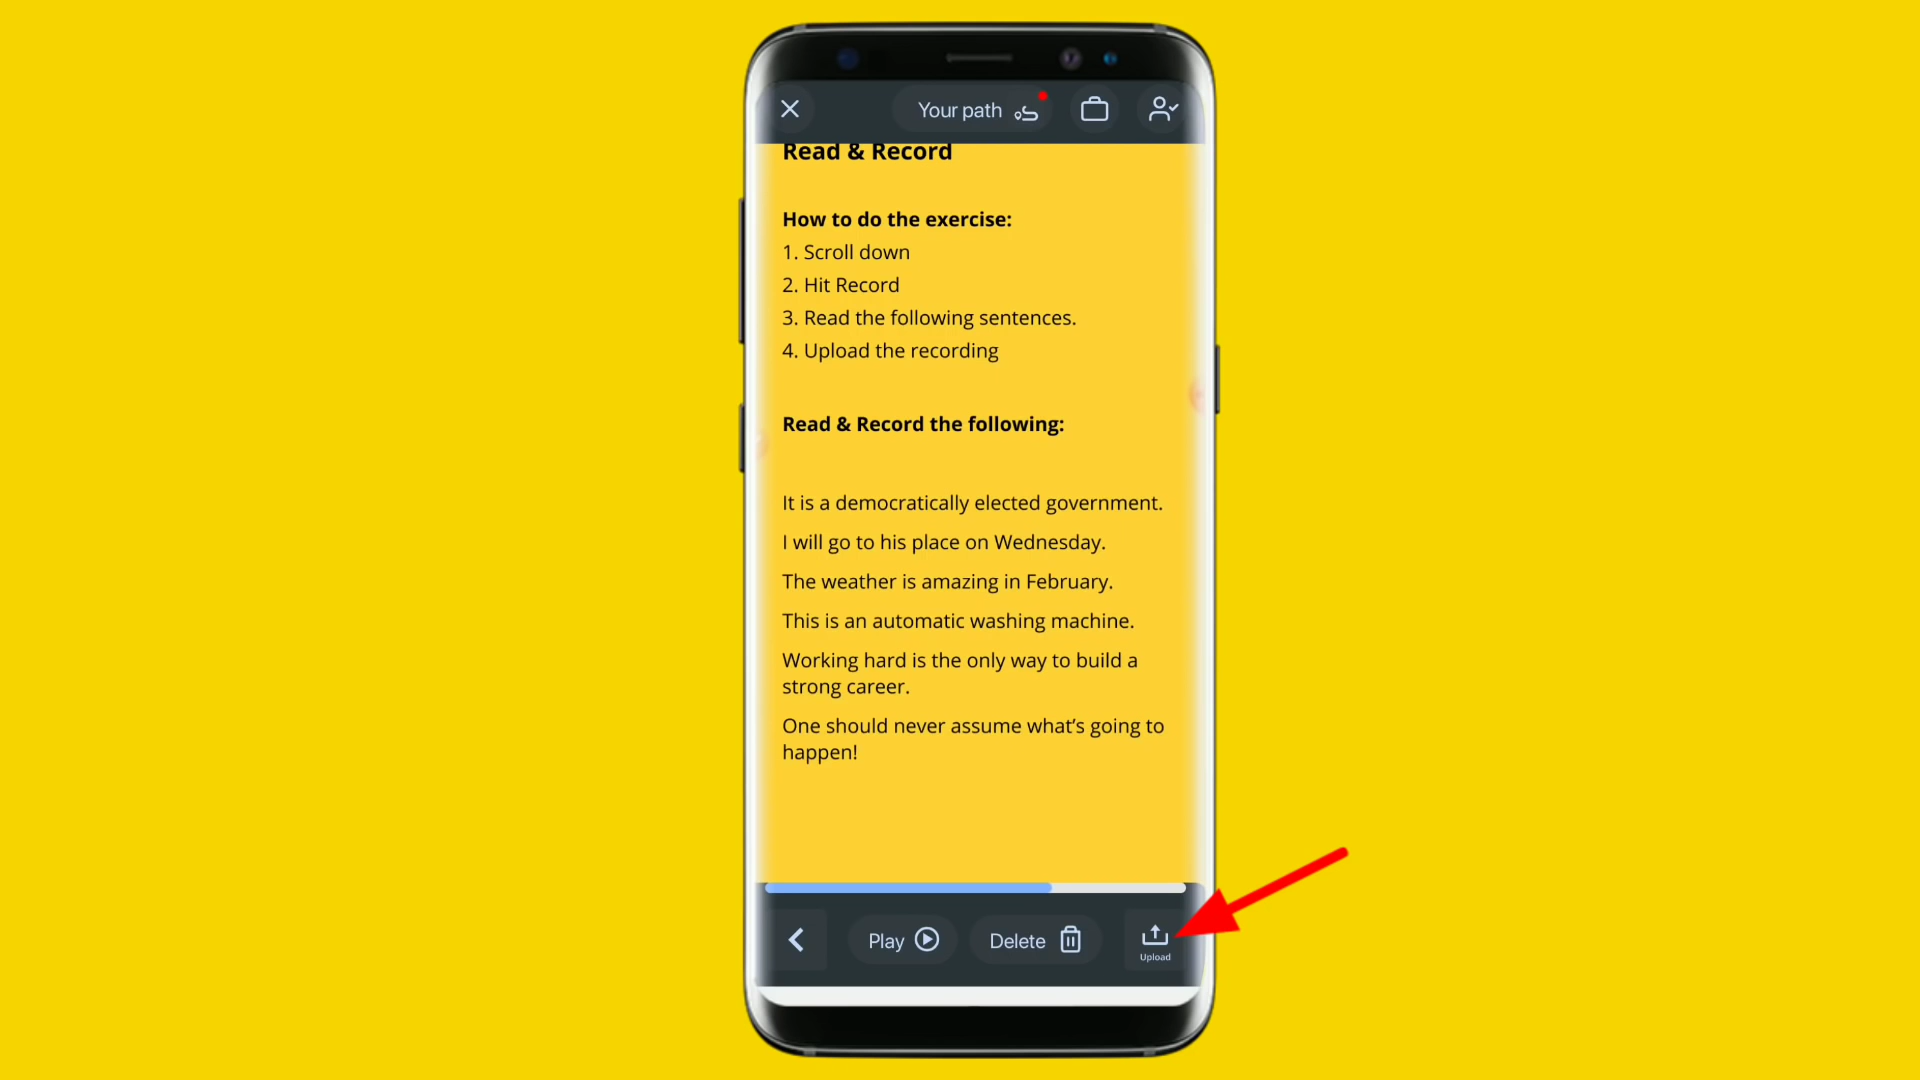 Your path
Read & Record
How to do the exercise:
1. Scroll down
2. Hit Record
3. Read the following sentences.
4. Upload the recording
Read & Record the following:
It is a democratically elected government.
I will go to his place on Wednesday.
The weather is amazing in February.
This is an automatic washing machine.
Working hard is the only way to build a
strong career.
One should never assume what's going to
happen!
Play
Delete
Upload